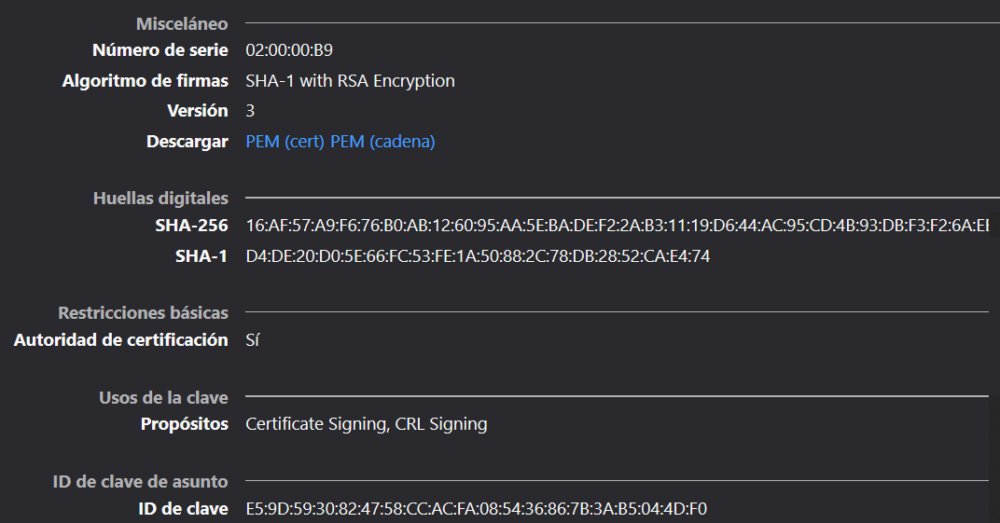 Misceláneo
Número de serie 02:00:00:B9
Algoritmo de firmas SHA-1 with RSA Encryption
Versión 3
Descargar PEM (cert) PEM (cadena)
Huellas digitales
SHA-256 16:AF:57:A9:F6:76:B0:AB:12:60:95:AA:5E:BA:DE:F2:2A:B3:11:19:D6:44:AC:95:CD:4B:93:DB:F3:F2:6A:EB
SHA-1 D4:DE:20:D0:5E:66:FC:53:FE:1A:50:88:2C:78:DB:28:52:CA:E4:74
Restricciones básicas
Autoridad de certificación Sí
Usos de la clave
Propósitos Certificate Signing, CRL Signing
ID de clave de asunto
ID de clave E5:9D:59:30:82:47:58:CC:AC:FA:08:54:36:86:7B:3A:B5:04:4D:F0